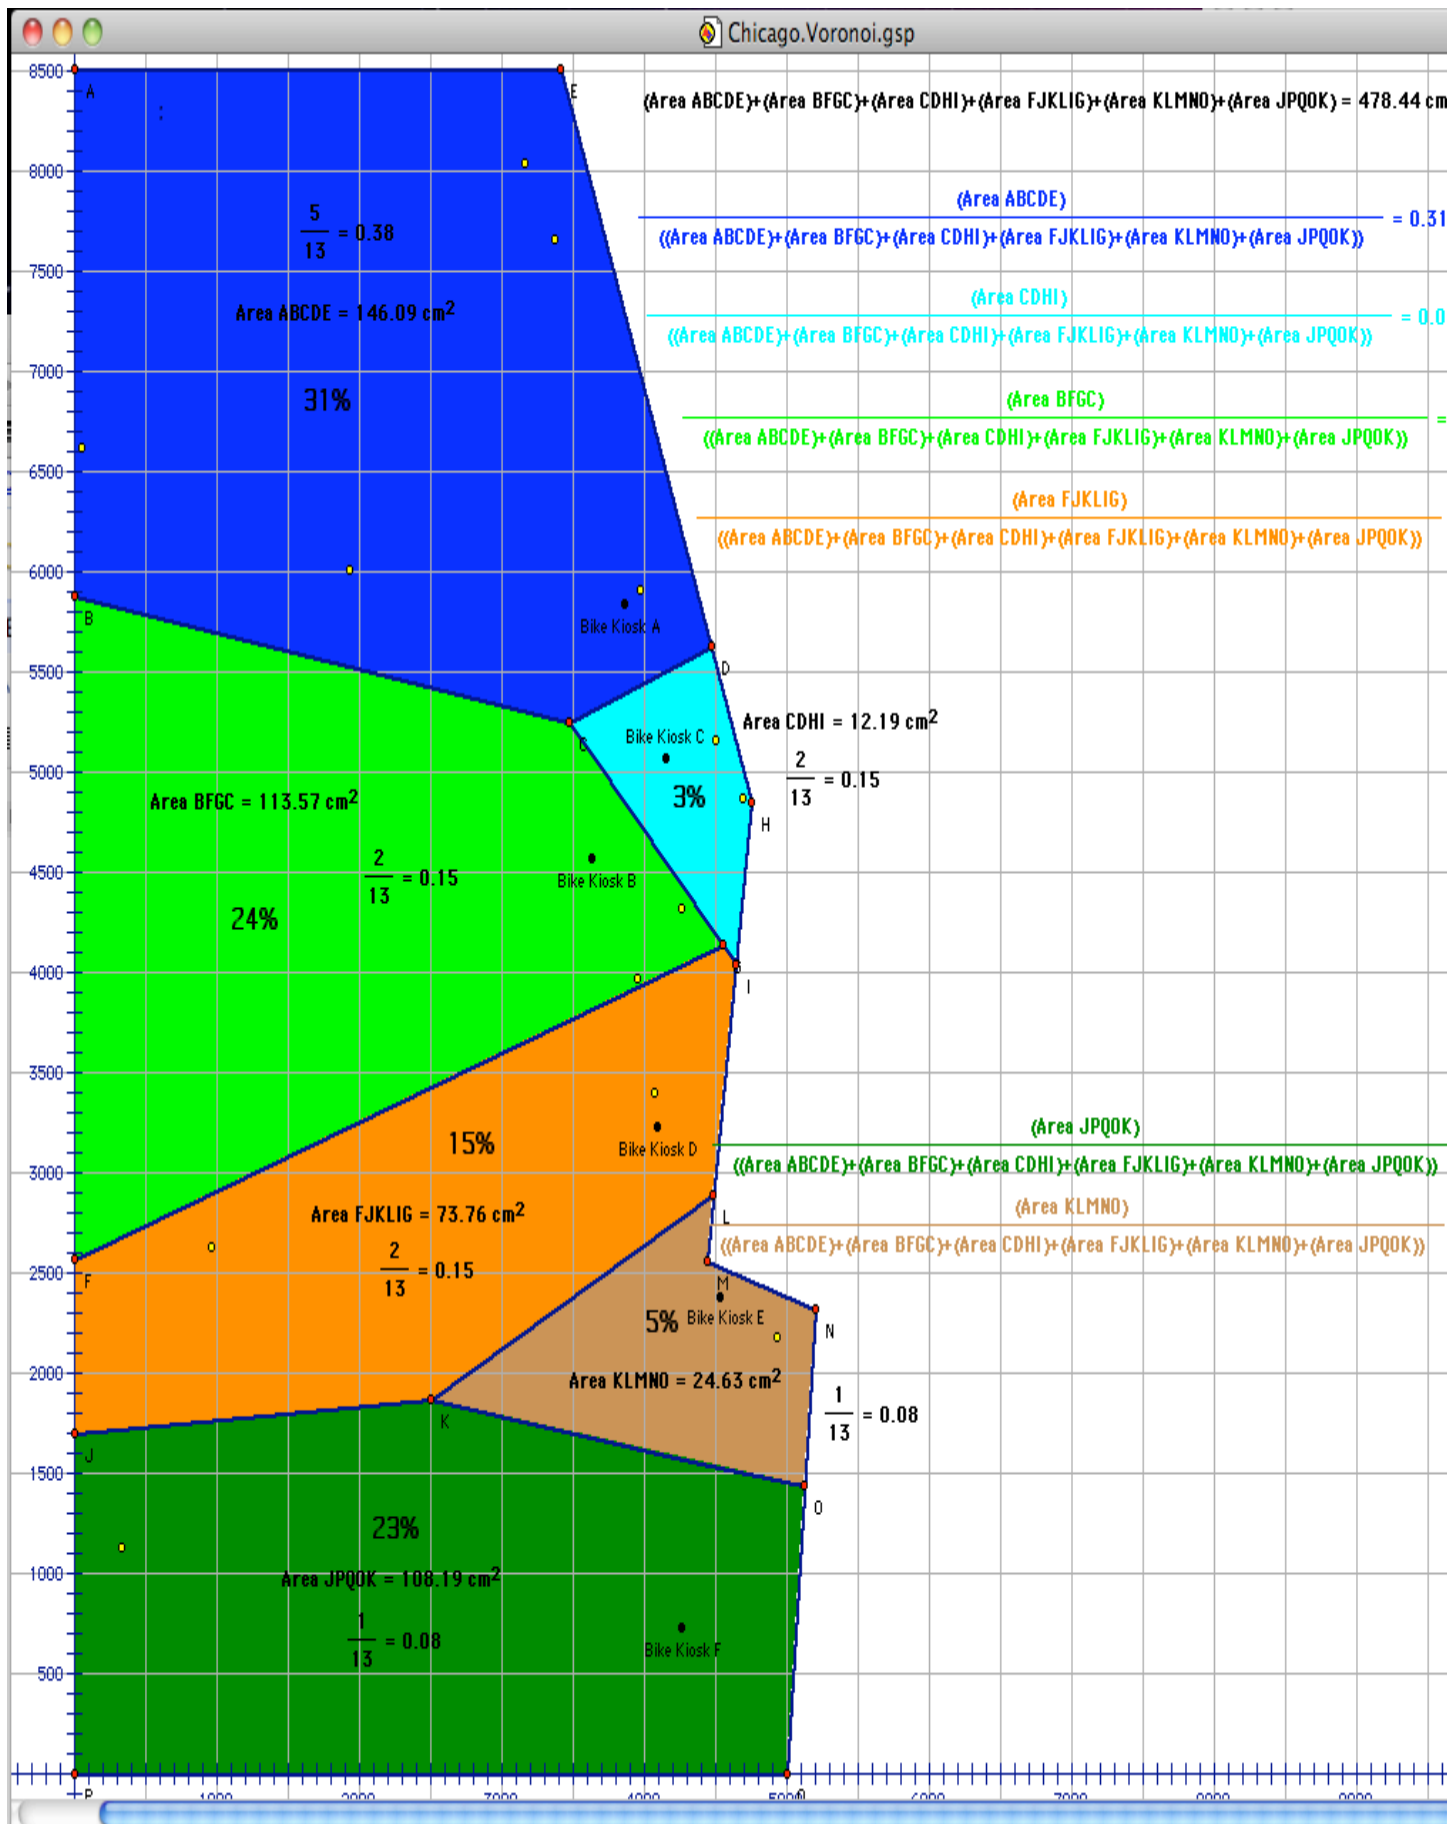 Chicago.Voronoi.gsp
8500
A
E
(Area ABCDE)+(Area BFGC)+(Area CDHI)+(Area FJKLIG)+(Area KLMNO)+(Area JPQOK) = 478.44 cm
8000
5
13
= 0.38
(Area ABCDE)
((Area ABCDE)+(Area BFGC)+(Area CDHI)+(Area FJKLIG)+(Area KLMNO)+(Area JPQOK))
= 0.31
7500
Area ABCDE = 146.09 cm2
(Area CDHI)
((Area ABCDE)+(Area BFGC)+(Area CDHI)+(Area FJKLIG)+(Area KLMNO)+(Area JPQOK))
= 0.0
7000
31%
(Area BFGC)
((Area ABCDE)+(Area BFGC)+(Area CDHI)+(Area FJKLIG)+(Area KLMNO)+(Area JPQOK))
=
6500
(Area FJKLIG)
((Area ABCDE)+(Area BFGC)+(Area CDHI)+(Area FJKLIG)+(Area KLMNO)+(Area JPQOK))
6000
B
Bike Kiosk A
5500
D
C
Bike Kiosk C
Area CDHI = 12.19 cm2
2
13
= 0.15
5000
3%
H
Area BFGC = 113.57 cm2
2
13
= 0.15
4500
Bike Kiosk B
24%
4000
I
3500
15%
Bike Kiosk D
(Area JPQOK)
((Area ABCDE)+(Area BFGC)+(Area CDHI)+(Area FJKLIG)+(Area KLMNO)+(Area JPQOK))
3000
Area FJKLIG = 73.76 cm2
L
(Area KLMNO)
((Area ABCDE)+(Area BFGC)+(Area CDHI)+(Area FJKLIG)+(Area KLMNO)+(Area JPQOK))
2
13
= 0.15
2500
F
M
5%
Bike Kiosk E
N
2000
Area KLMNO = 24.63 cm2
1
13
= 0.08
K
J
1500
O
23%
1000
Area JPQOK = 108.19 cm2
1
13
= 0.08
Bike Kiosk F
500